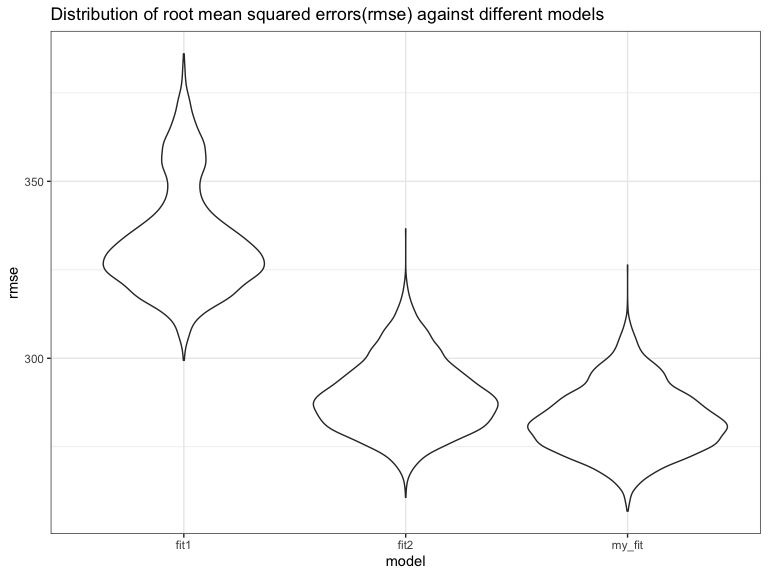 Distribution of root mean squared errors(rmse) against different models
rmse
350
300
fit1
fit2
my_fit
model